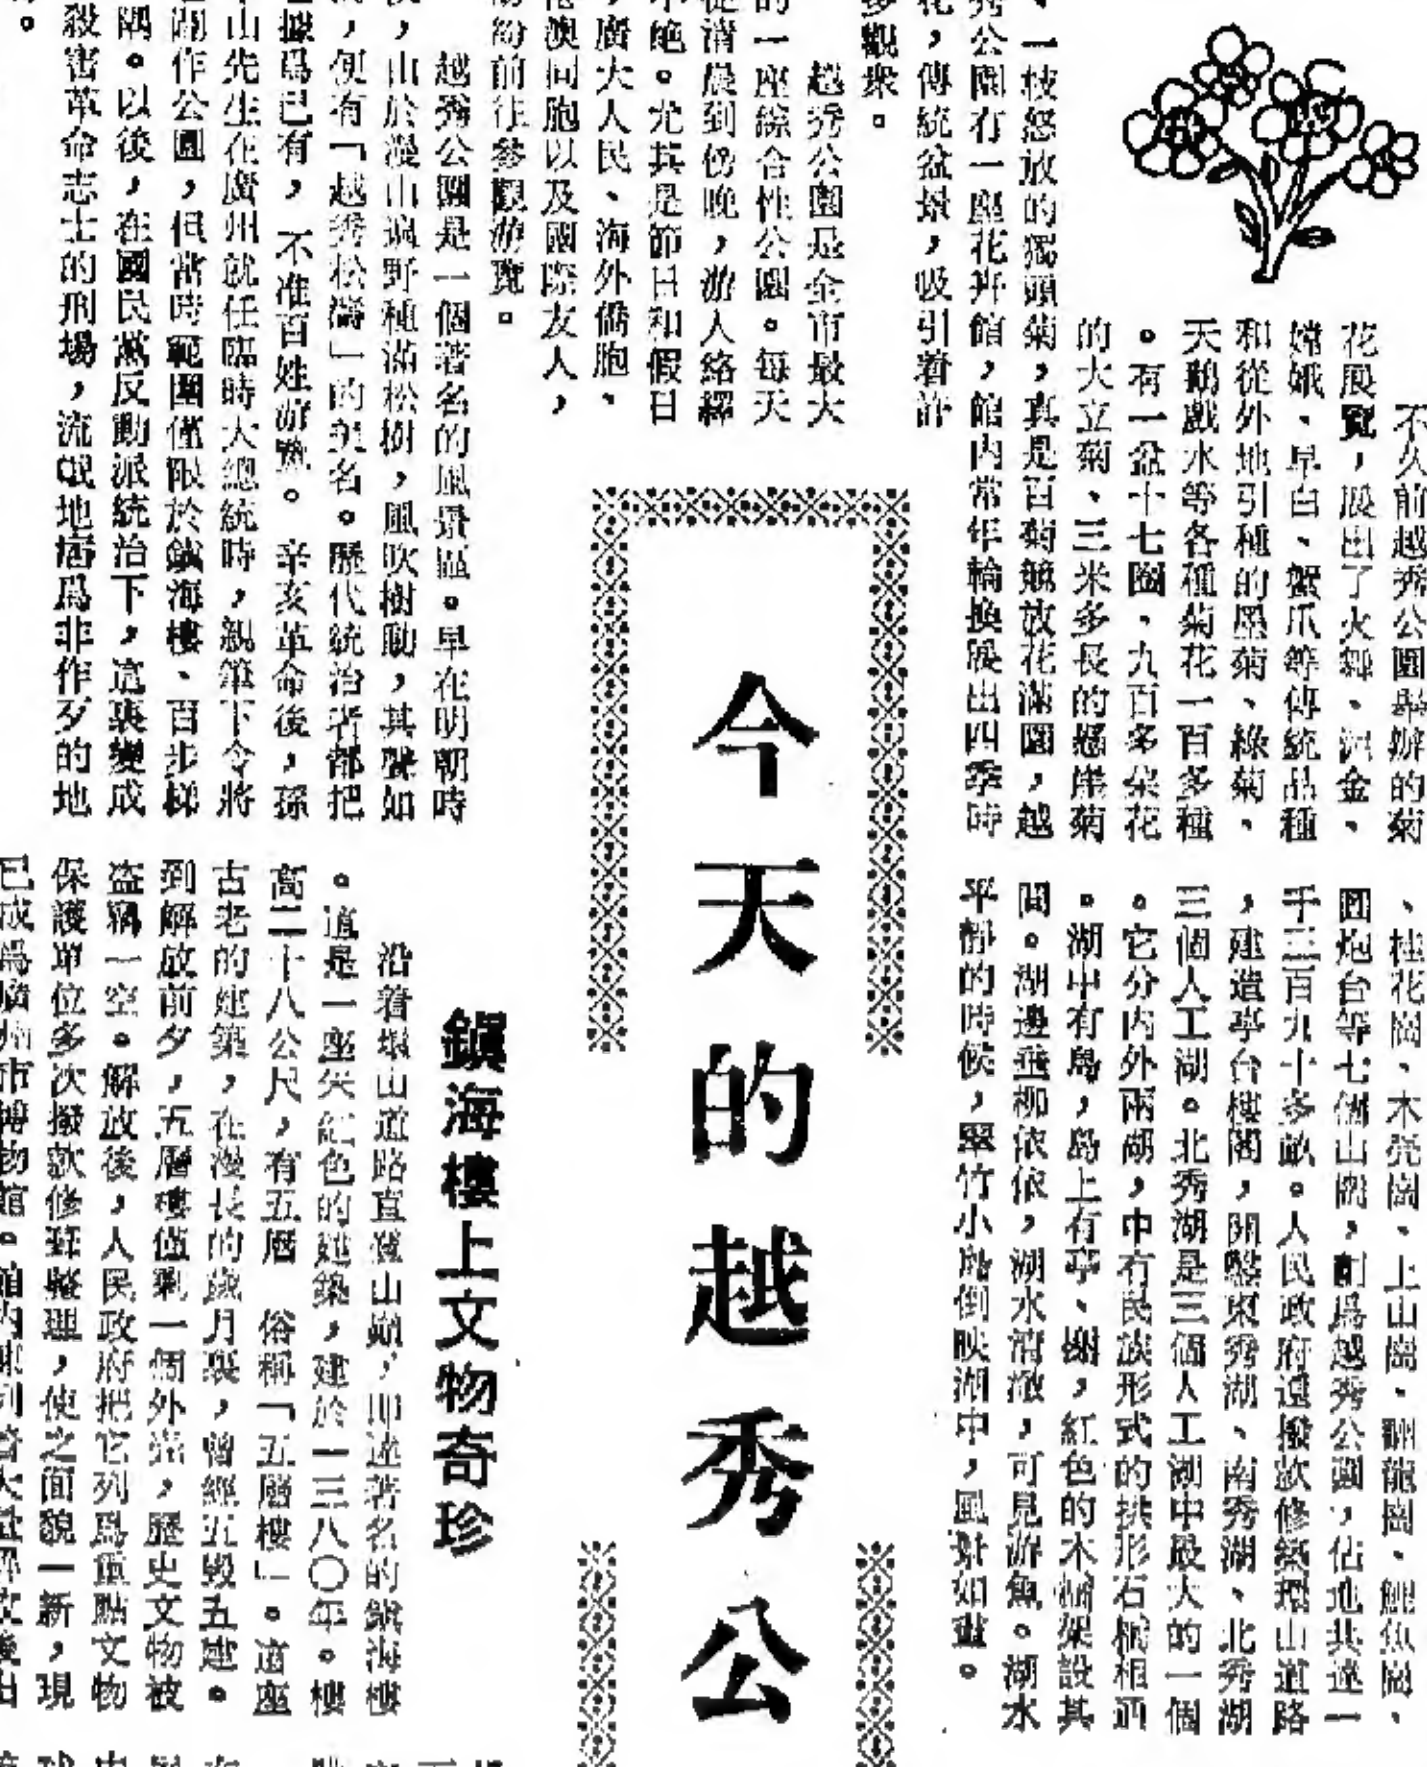 今天的越秀公
不久前越秀公園舉辦的菊
花展覽，展出了火舞、洒金、
嫦娥、早白、蟹爪等傳統品種
和從外地引種的墨菊、綠菊、
天鵝戲水等各種菊花一百多種
。有一盆十七圈、九百多朵花
的大立菊、三米多長的懸崖菊
、一枝怒放的獨頭菊，真是百菊競放花滿園，越
秀公園有一座花卉館，館內常年輪換展出四季時
花，傳統盆景，吸引着許
多觀衆。
越秀公園是全市最大
的一座綜合性公園。每天
從清晨到傍晚，游人絡繹
不絶。尤其是節日和假日
，廣大人民、海外僑胞、
港澳同胞以及國際友人，
紛紛前往參觀游覽。
越秀公園是一個著名的風景區。早在明朝時
，由於漫山遍野種滿松樹，風吹樹動，其聲如
，便有「越秀松濤」的美名。歷代統治者都把
據爲已有，不准百姓游覽。辛亥革命後，孫
山先生在廣州就任臨時大總統時，親筆下令將
闢作公園，但當時範圍僅限於鎮海樓、百步梯
隅。以後，在國民黨反動派統治下，這裏變成
殺害革命志士的刑場，流氓地痞爲非作歹的地
。
、桂花崗、木壳崗、上山崗、翻龍崗、鯉魚崗、
圓炮台等七個山崗，劃爲越秀公園，佔地共達一
千三百九十多畝。人民政府還撥款修築環山道路
，建造亭台樓閣，開鑿東秀湖、南秀湖、北秀湖
三個人工湖。北秀湖是三個人工湖中最大的一個
。它分內外兩湖，中有民族形式的拱形石橋相通
。湖中有島，島上有亭、榭，紅色的木橋架設其
間。湖邊垂柳依依，湖水清澈，可見游魚。湖水
平靜的時候，翠竹小島倒映湖中，風景如畫。
鎮海樓上文物奇珍
沿着環山道路直登山巔，即達著名的鎮海樓
。這是一座朱紅色的建築，建於一三八〇年。樓
高二十八公尺，有五層 俗稱「五層樓」。這座
古老的建築，在漫長的歲月裏，曾經五毀五建。
到解放前夕，五層樓僅剩一個外壳，歷史文物被
盜竊一空。解放後，人民政府把它列爲重點文物
保護單位多次撥款修葺整理，使之面貌一新，現
已成爲廣州市博物館。館內陳列着大量